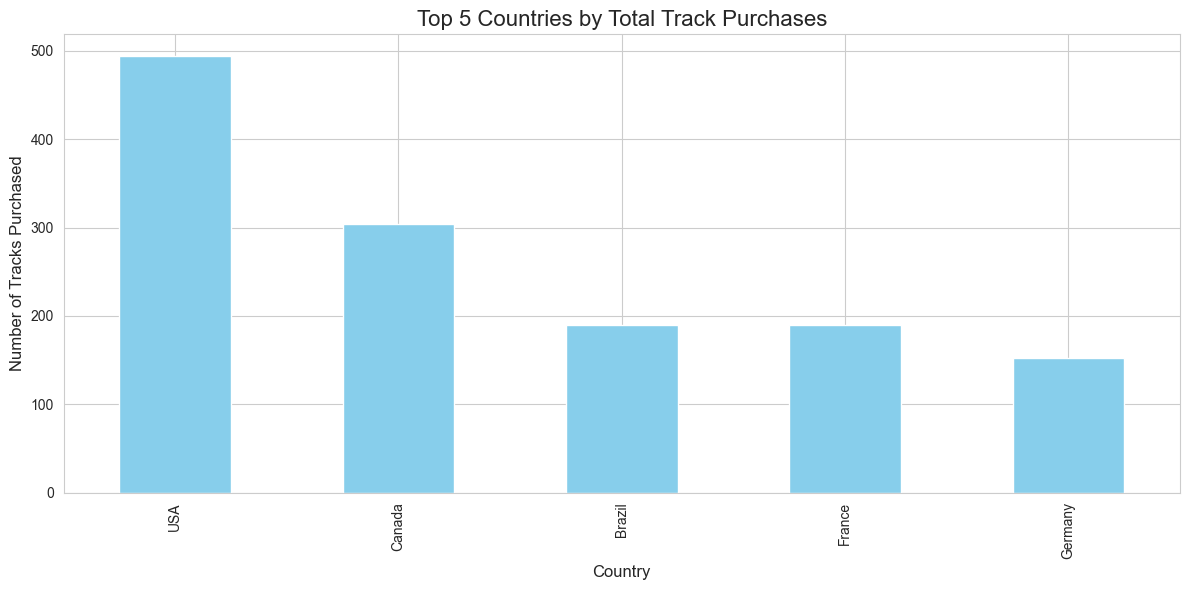 Top 5 Countries by Total Track Purchases
Number of Tracks Purchased
500
400
300
200
100
0
USA
Canada
Brazil
France
Germany
Country